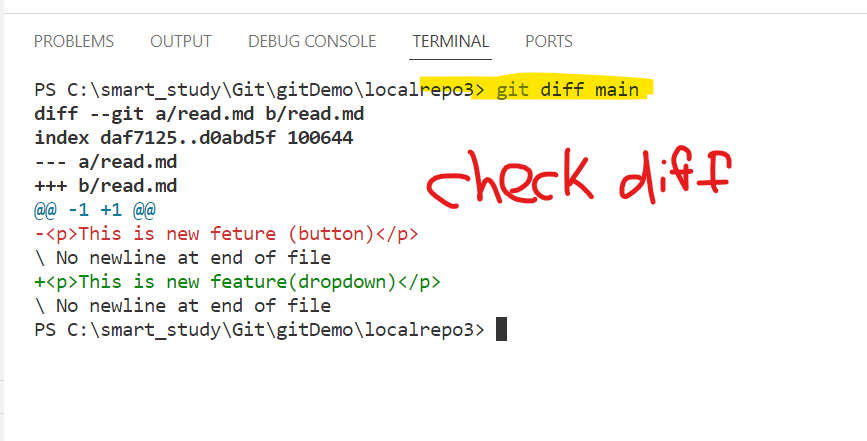 PROBLEMS OUTPUT DEBUG CONSOLE TERMINAL PORTS
PS C:\smart_study\Git\gitDemo\localrepo3> git diff main
diff --git a/read.md b/read.md
index daf7125..d0abd5f 100644
--- a/read.md
+++ b/read.md
@@ -1 +1 @@
-<p>This is new feture (button)</p>
\ No newline at end of file
+<p>This is new feature(dropdown)</p>
\ No newline at end of file
PS C:\smart_study\Git\gitDemo\localrepo3>
check diff